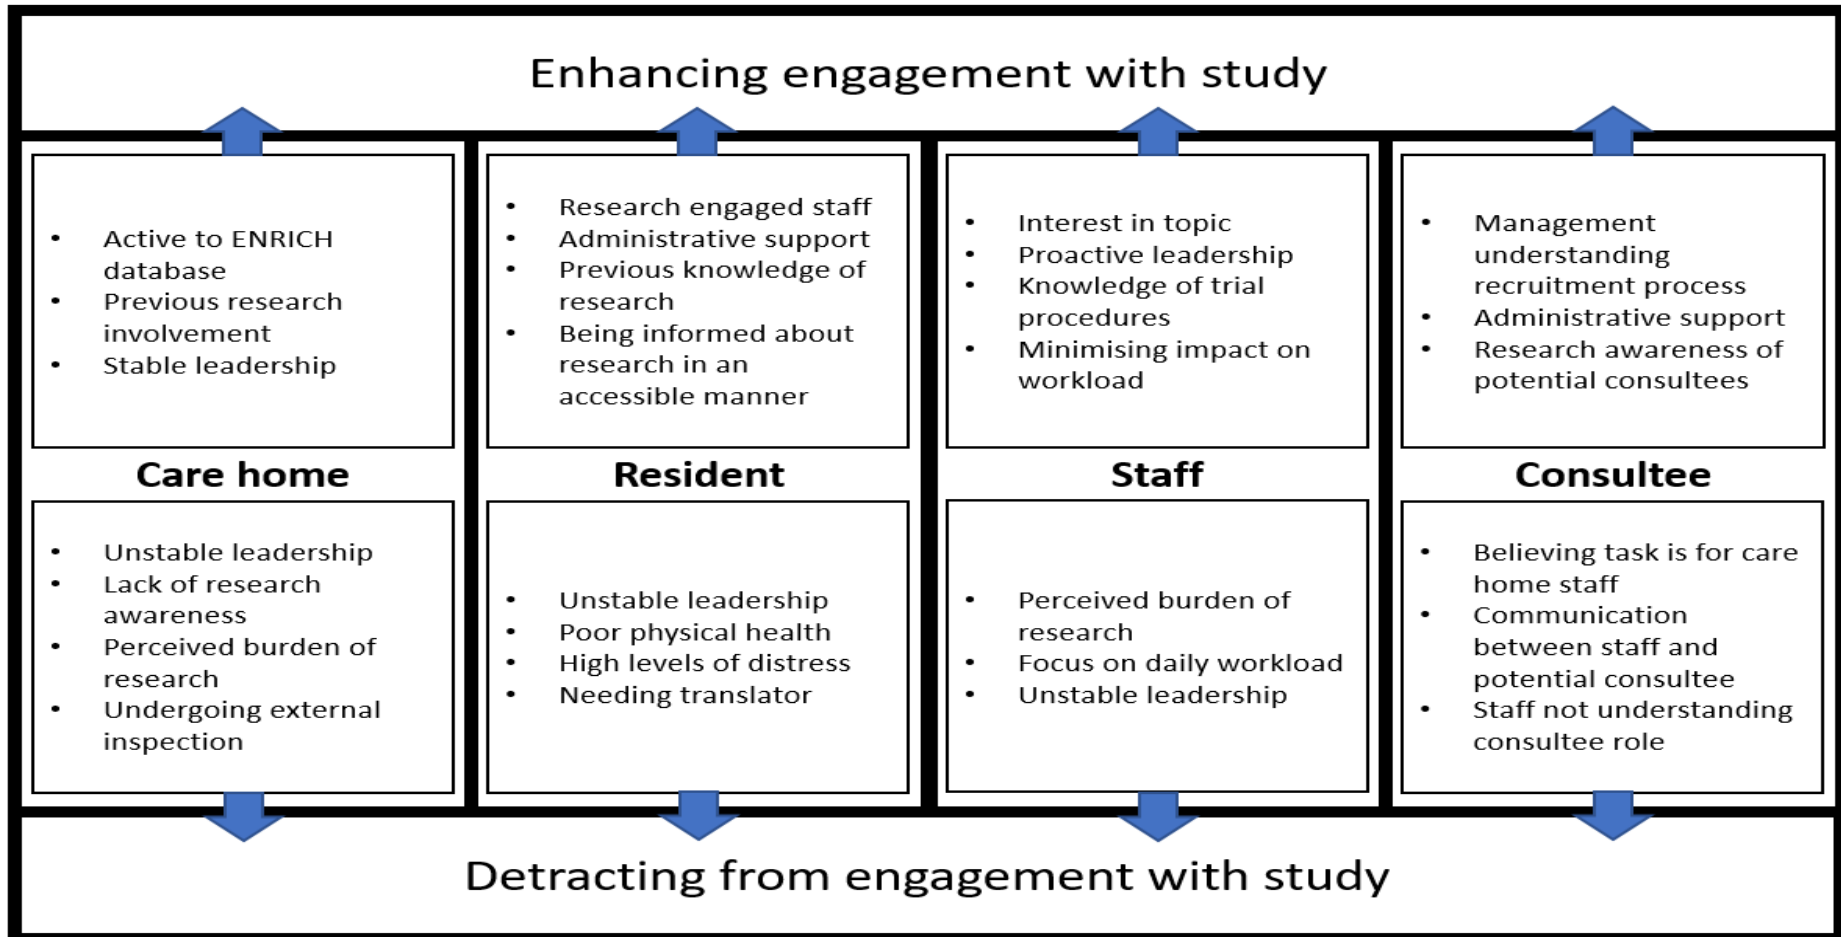 Enhancing engagement with study
• Active to ENRICH
database
• Previous research
involvement
• Stable leadership
Care home
• Unstable leadership
• Lack of research
awareness
• Perceived burden of
research
• Undergoing external
inspection
• Research engaged staff
• Administrative support
• Previous knowledge of
research
• Being informed about
research in an
accessible manner
Resident
• Unstable leadership
• Poor physical health
• High levels of distress
• Needing translator
• Interest in topic
• Proactive leadership
• Knowledge of trial
procedures
• Minimising impact on
workload
Staff
• Perceived burden of
research
• Focus on daily workload
• Unstable leadership
• Management
understanding
recruitment process
• Administrative support
• Research awareness of
potential consultees
Consultee
• Believing task is for care
home staff
• Communication
between staff and
potential consultee
• Staff not understanding
consultee role
Detracting from engagement with study